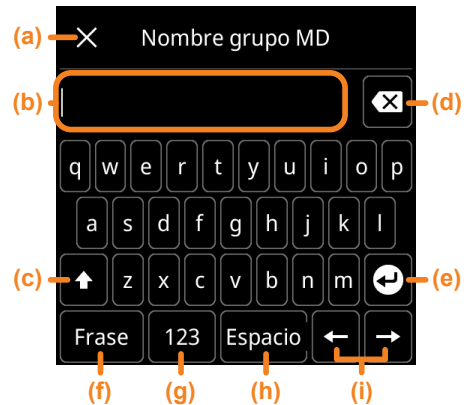 (a) Nombre grupo MD
(b) (d)
q w e r t y u i o p
a s d f g h j k l
(c) z x c v b n m (e)
Frase 123 Espacio
(f) (g) (h) (i)